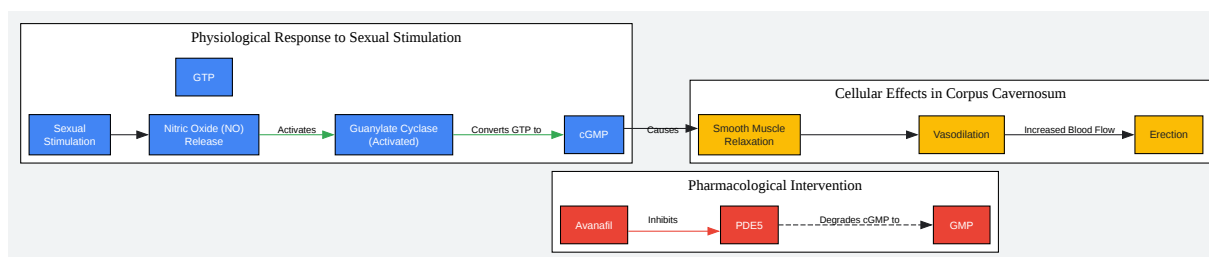 Physiological Response to Sexual Stimulation
GTP
Sexual
Stimulation
Nitric Oxide (NO)
Release
Activates
Guanylate Cyclase
(Activated)
Converts GTP to
cGMP
Causes
Cellular Effects in Corpus Cavernosum
Smooth Muscle
Relaxation
Vasodilation
Increased Blood Flow
Erection
Pharmacological Intervention
Avanafil
Inhibits
PDE5
Degrades cGMP to
GMP